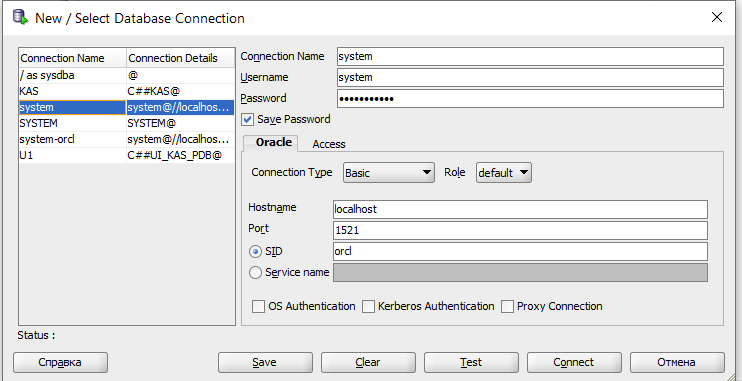 New / Select Database Connection
Connection Name Connection Details
/ as sysdba @
KAS C##KAS@
system system@//localhos...
SYSTEM SYSTEM@
system-orcl system@//localhos...
U1 C##UI_KAS_PDB@
Connection Name system
Username system
Password •••••••••••
Save Password
Oracle Access
Connection Type Basic Role default
Hostname localhost
Port 1521
SID orcl
Service name
OS Authentication Kerberos Authentication Proxy Connection
Status :
Справка Save Clear Test Connect Отмена